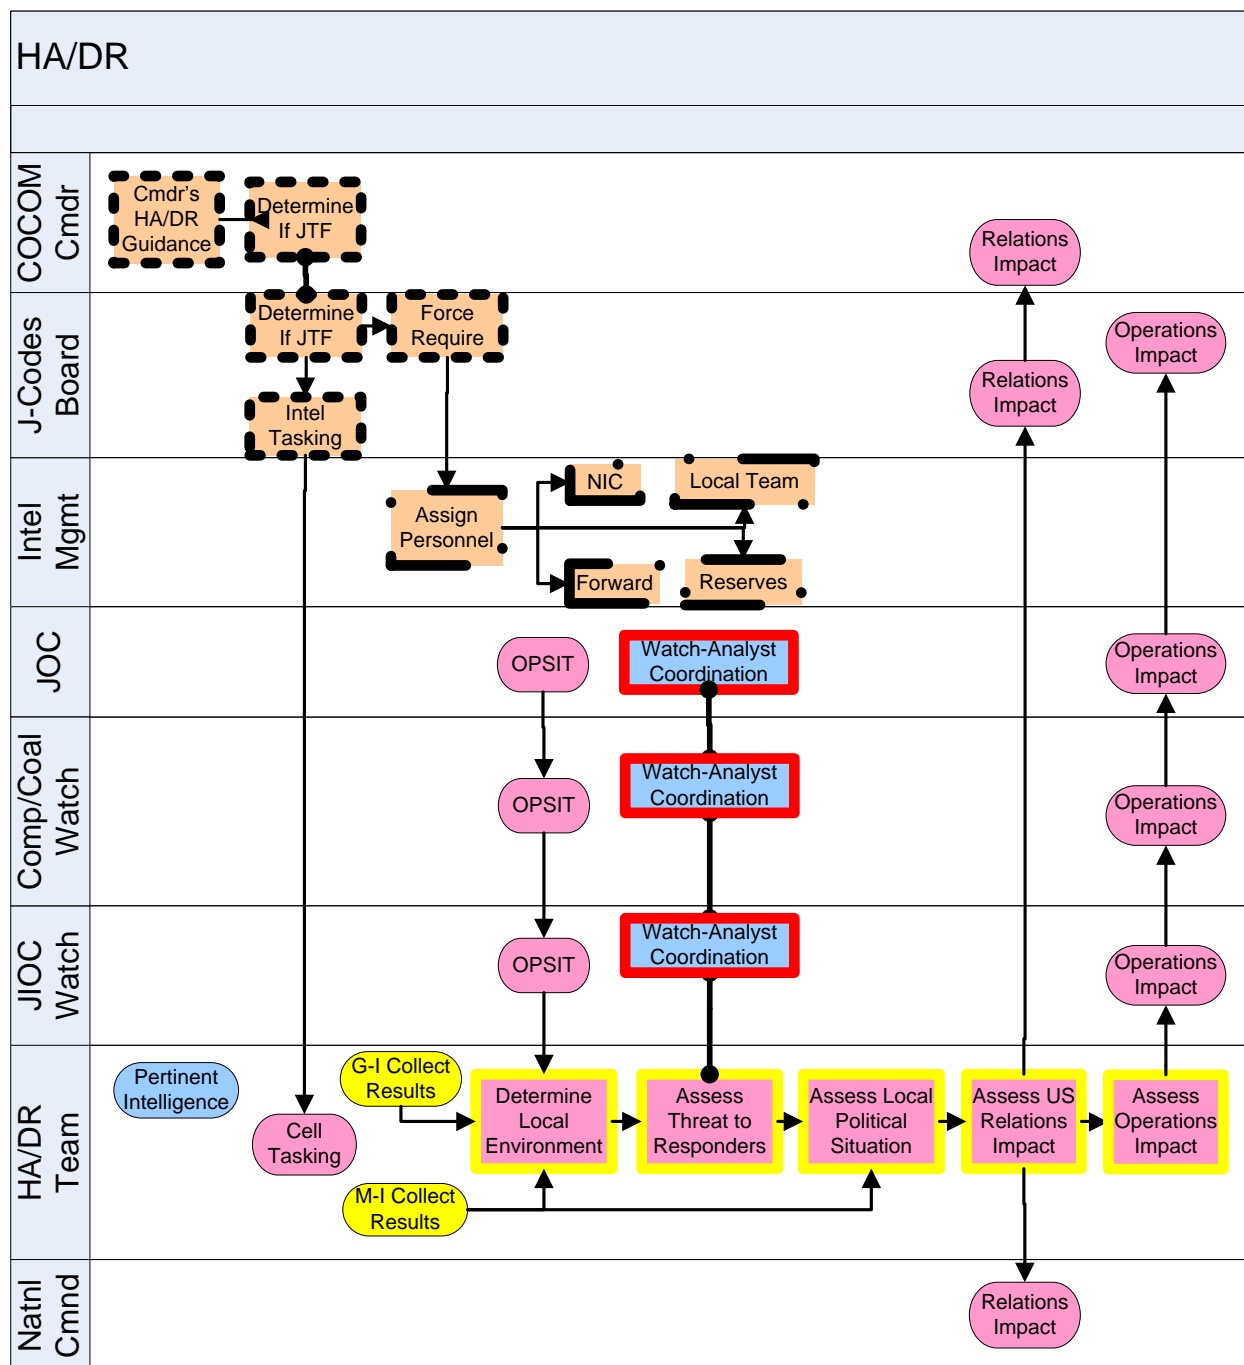 HA/DR
COCOM
Cmdr
Cmdr's
HA/DR
Guidance
Determine
If JTF
Relations
Impact
J-Codes
Board
Determine
If JTF
Force
Require
Intel
Tasking
Relations
Impact
Operations
Impact
Intel
Mgmt
Assign
Personnel
NIC
Local Team
Forward
Reserves
JOC
OPSIT
Watch-Analyst
Coordination
Operations
Impact
Comp/Coal
Watch
OPSIT
Watch-Analyst
Coordination
Operations
Impact
JIOC
Watch
OPSIT
Watch-Analyst
Coordination
Operations
Impact
HA/DR
Team
Pertinent
Intelligence
Cell
Tasking
G-I Collect
Results
M-I Collect
Results
Determine
Local
Environment
Assess
Threat to
Responders
Assess Local
Political
Situation
Assess US
Relations
Impact
Assess
Operations
Impact
Natnl
Cmnd
Relations
Impact